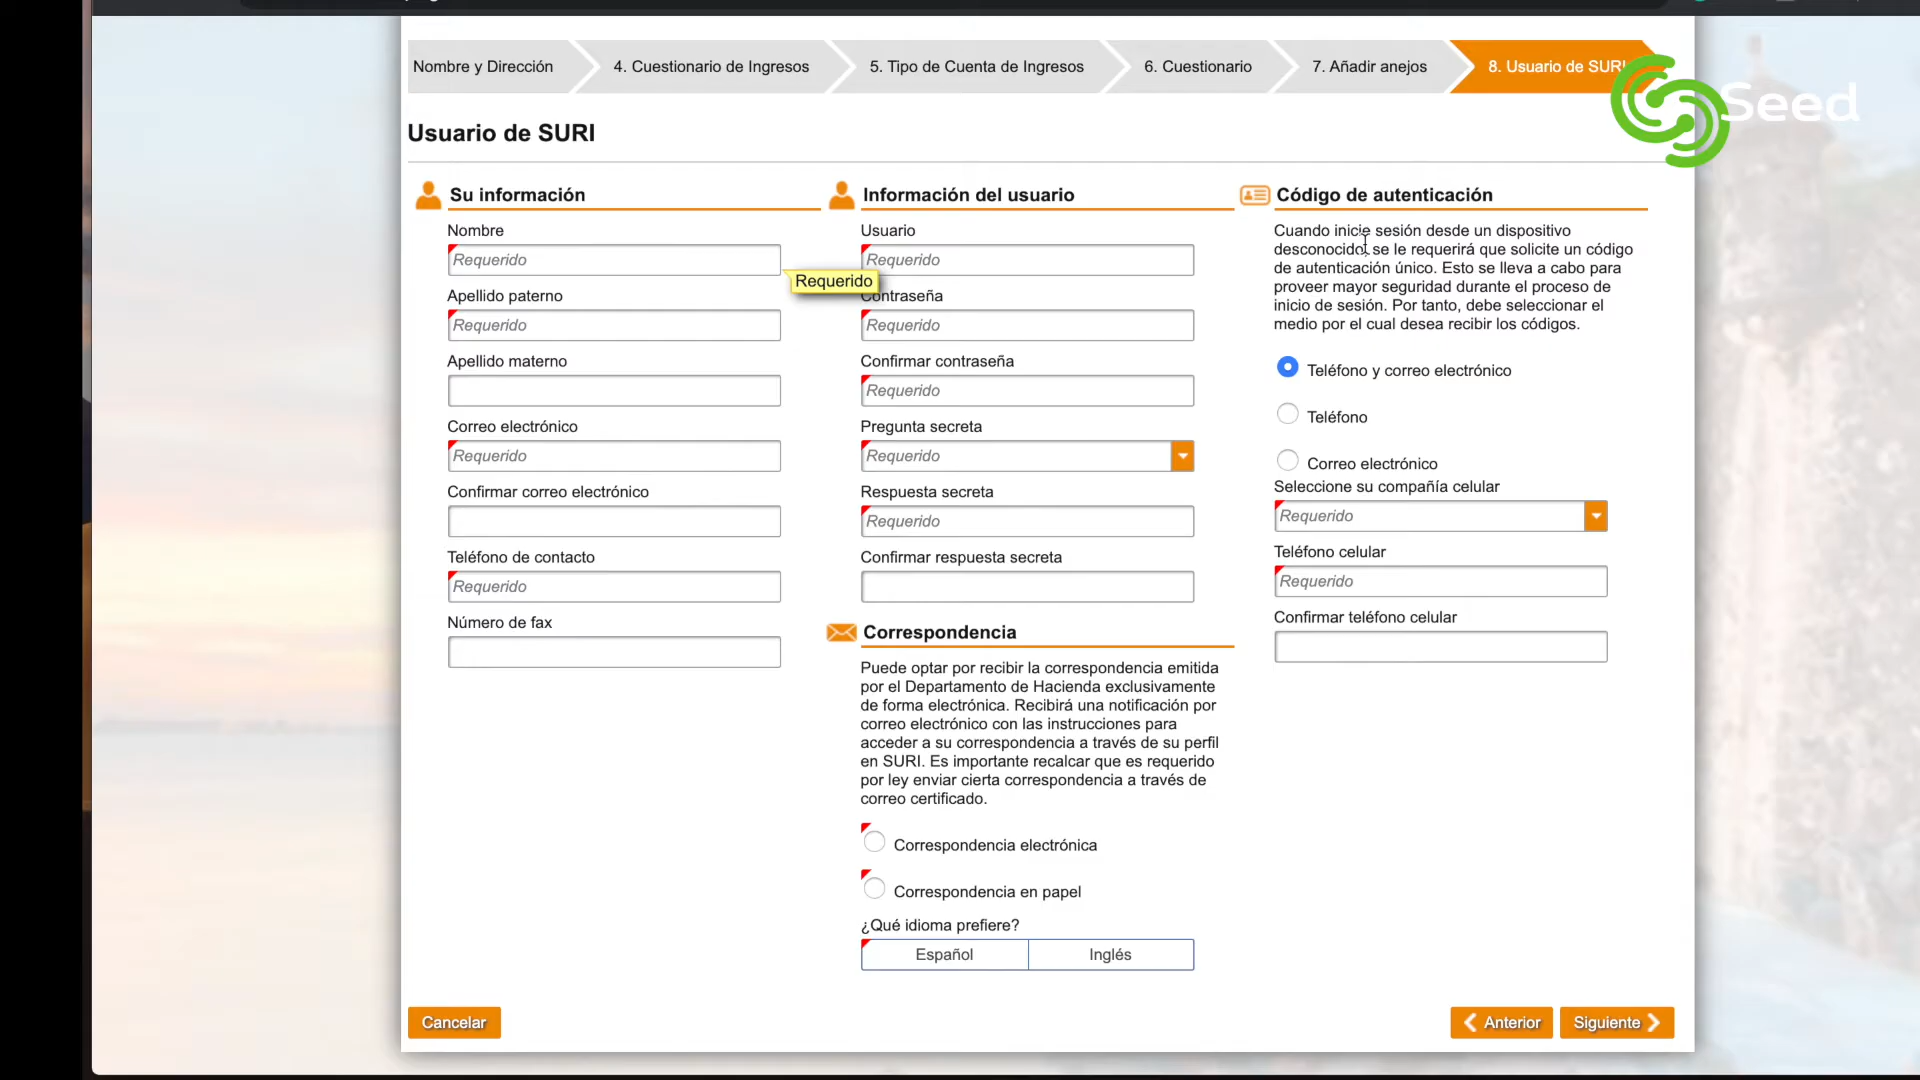 Nombre y Dirección
4. Cuestionario de Ingresos
5. Tipo de Cuenta de Ingresos
6. Cuestionario
7. Añadir anejos
8. Usuario de SURI
Seed
Usuario de SURI
Su información
Nombre
Requerido
Requerido
Apellido paterno
Requerido
Apellido materno
Correo electrónico
Requerido
Confirmar correo electrónico
Teléfono de contacto
Requerido
Número de fax
Información del usuario
Usuario
Requerido
Contraseña
Requerido
Confirmar contraseña
Requerido
Pregunta secreta
Requerido
Respuesta secreta
Requerido
Confirmar respuesta secreta
Correspondencia
Puede optar por recibir la correspondencia emitida
por el Departamento de Hacienda exclusivamente
de forma electrónica. Recibirá una notificación por
correo electrónico con las instrucciones para
acceder a su correspondencia a través de su perfil
en SURI. Es importante recalcar que es requerido
por ley enviar cierta correspondencia a través de
correo certificado.
Correspondencia electrónica
Correspondencia en papel
¿Qué idioma prefiere?
Español
Inglés
Código de autenticación
Cuando inicie sesión desde un dispositivo
desconocido, se le requerirá que solicite un código
de autenticación único. Esto se lleva a cabo para
proveer mayor seguridad durante el proceso de
inicio de sesión. Por tanto, debe seleccionar el
medio por el cual desea recibir los códigos.
Teléfono y correo electrónico
Teléfono
Correo electrónico
Seleccione su compañía celular
Requerido
Teléfono celular
Requerido
Confirmar teléfono celular
Cancelar
Anterior
Siguiente